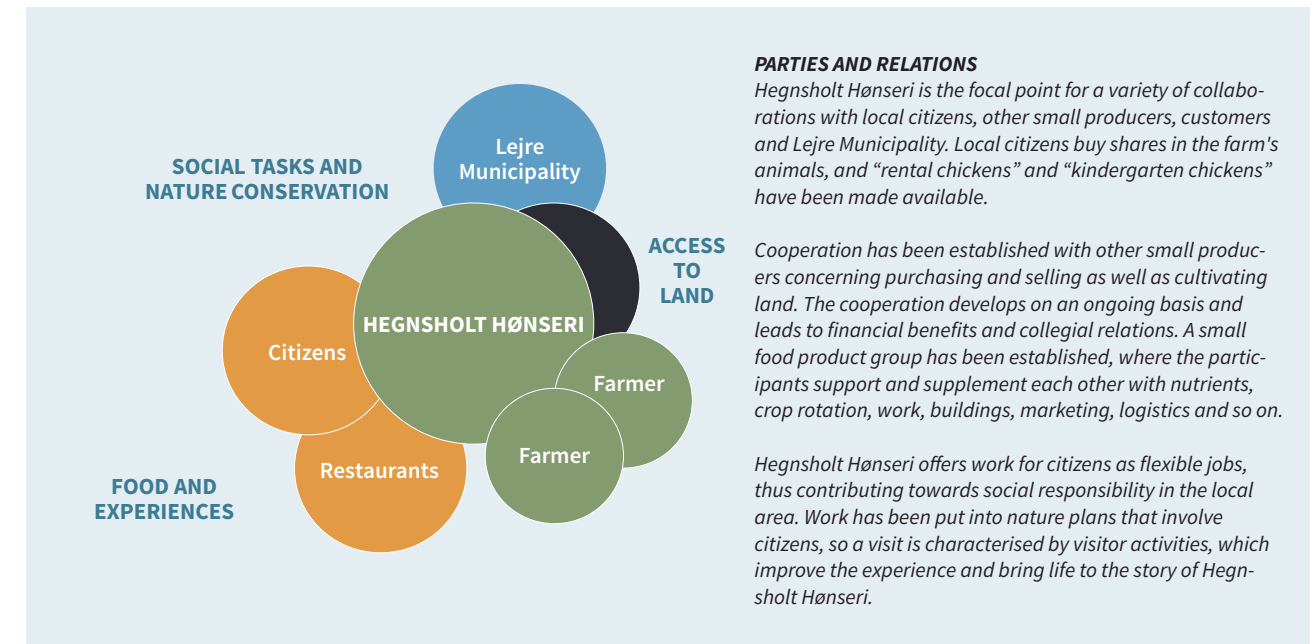 Lejre
Municipality
SOCIAL TASKS AND
NATURE CONSERVATION
ACCESS
TO
LAND
HEGNSHOLT HØNSERI
Citizens
Farmer
Farmer
Restaurants
FOOD AND
EXPERIENCES
PARTIES AND RELATIONS
Hegnsholt Hønseri is the focal point for a variety of collabo-
rations with local citizens, other small producers, customers
and Lejre Municipality. Local citizens buy shares in the farm's
animals, and “rental chickens” and “kindergarten chickens”
have been made available.
Cooperation has been established with other small produc-
ers concerning purchasing and selling as well as cultivating
land. The cooperation develops on an ongoing basis and
leads to financial benefits and collegial relations. A small
food product group has been established, where the partic-
ipants support and supplement each other with nutrients,
crop rotation, work, buildings, marketing, logistics and so on.
Hegnsholt Hønseri offers work for citizens as flexible jobs,
thus contributing towards social responsibility in the local
area. Work has been put into nature plans that involve
citizens, so a visit is characterised by visitor activities, which
improve the experience and bring life to the story of Hegn-
sholt Hønseri.